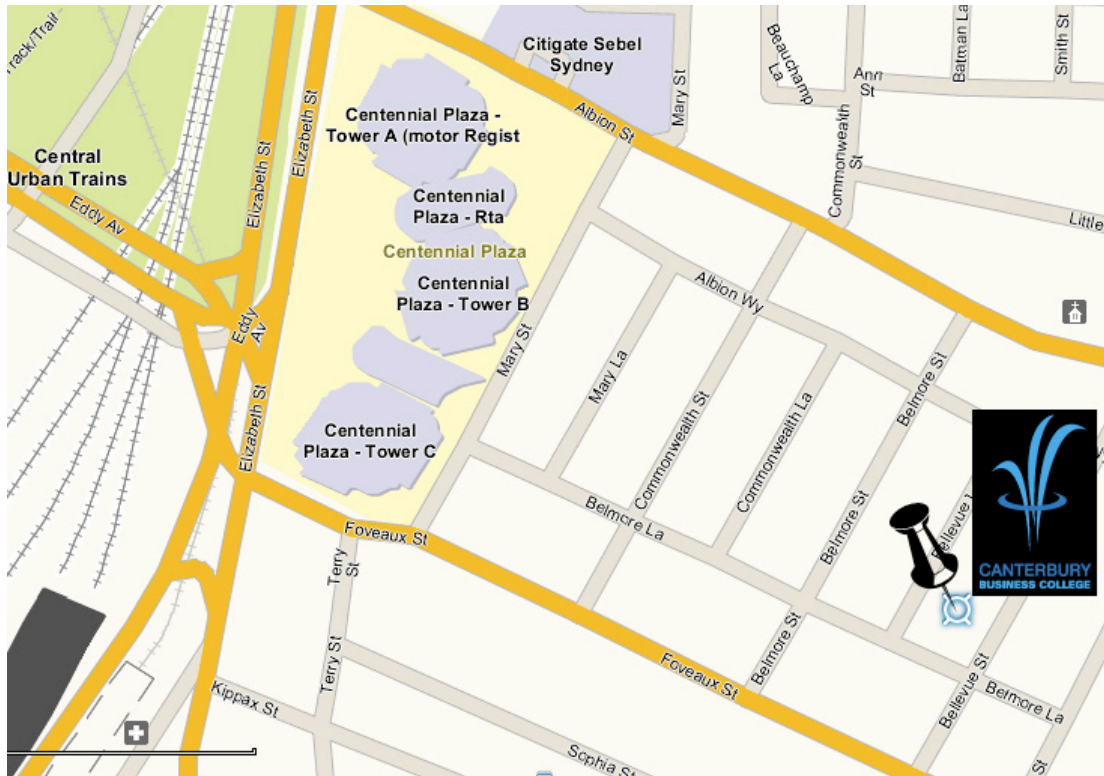 Track/Trail
Citigate Sebel
Sydney
Beauchamp
La
Batman La
Smith St
Ann
St
Mary St
Elizabeth St
Elizabeth St
Centennial Plaza -
Tower A (motor Regist
Albion St
Commonwealth
St
Central
Urban Trains
Eddy Av
Centennial
Plaza - Rta
Little
Centennial Plaza
Centennial
Plaza - Tower B
Albion Wy
Eddy
Av
Mary St
Mary La
Belmore St
Elizabeth St
Centennial
Plaza - Tower C
Commonwealth St
Commonwealth La
Belmore St
Belmore La
Foveaux St
Terry
St
CANTERBURY
BUSINESS COLLEGE
Terry St
Belmore St
Foveaux St
Bellevue St
Belmore La
Kippax St
Sophia St
St